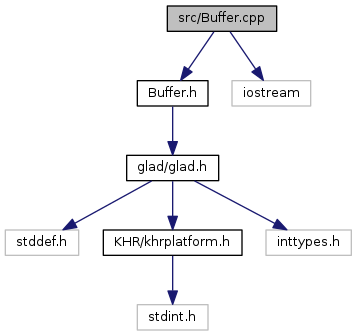 src/Buffer.cpp
Buffer.h
iostream
glad/glad.h
stddef.h
KHR/khrplatform.h
inttypes.h
stdint.h